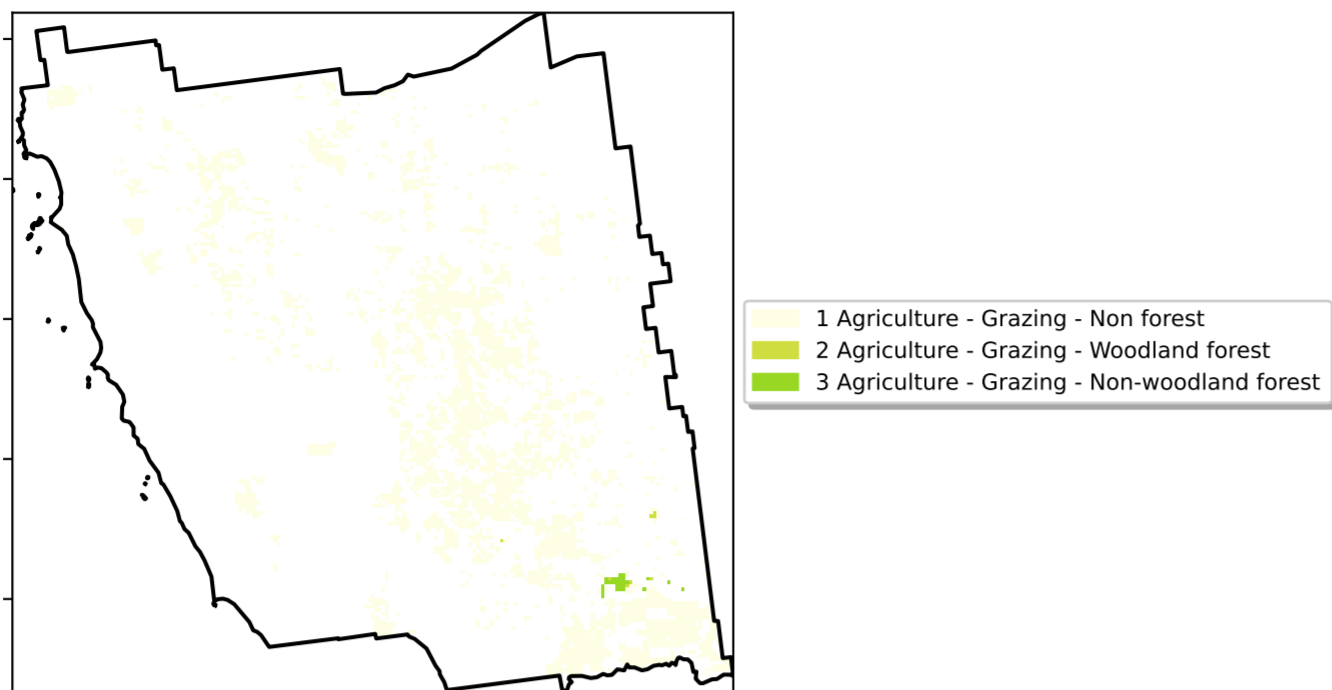 1 Agriculture - Grazing - Non forest
2 Agriculture - Grazing - Woodland forest
3 Agriculture - Grazing - Non-woodland forest